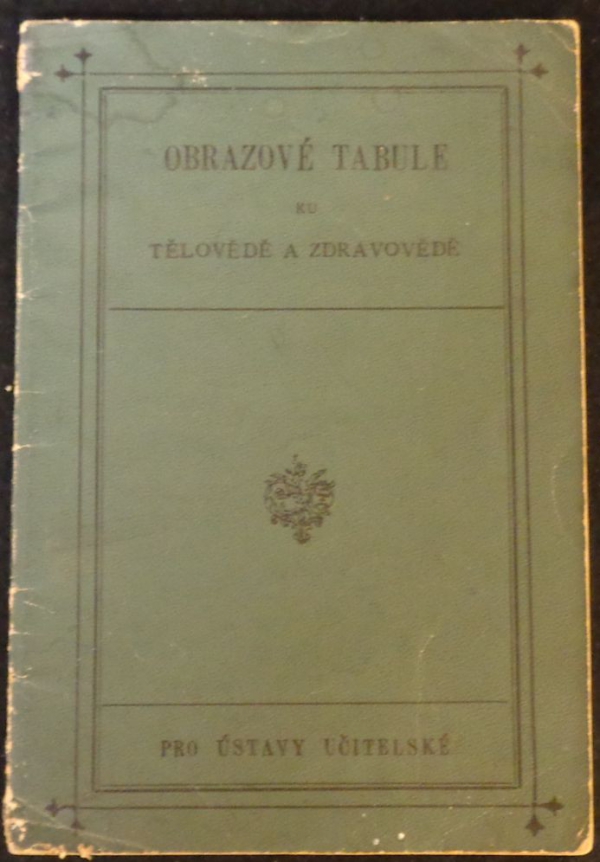 OBRAZOVÉ TABULE
KU
TĚLOVĚDĚ A ZDRAVOVĚDĚ
PRO ÚSTAVY UČITELSKÉ